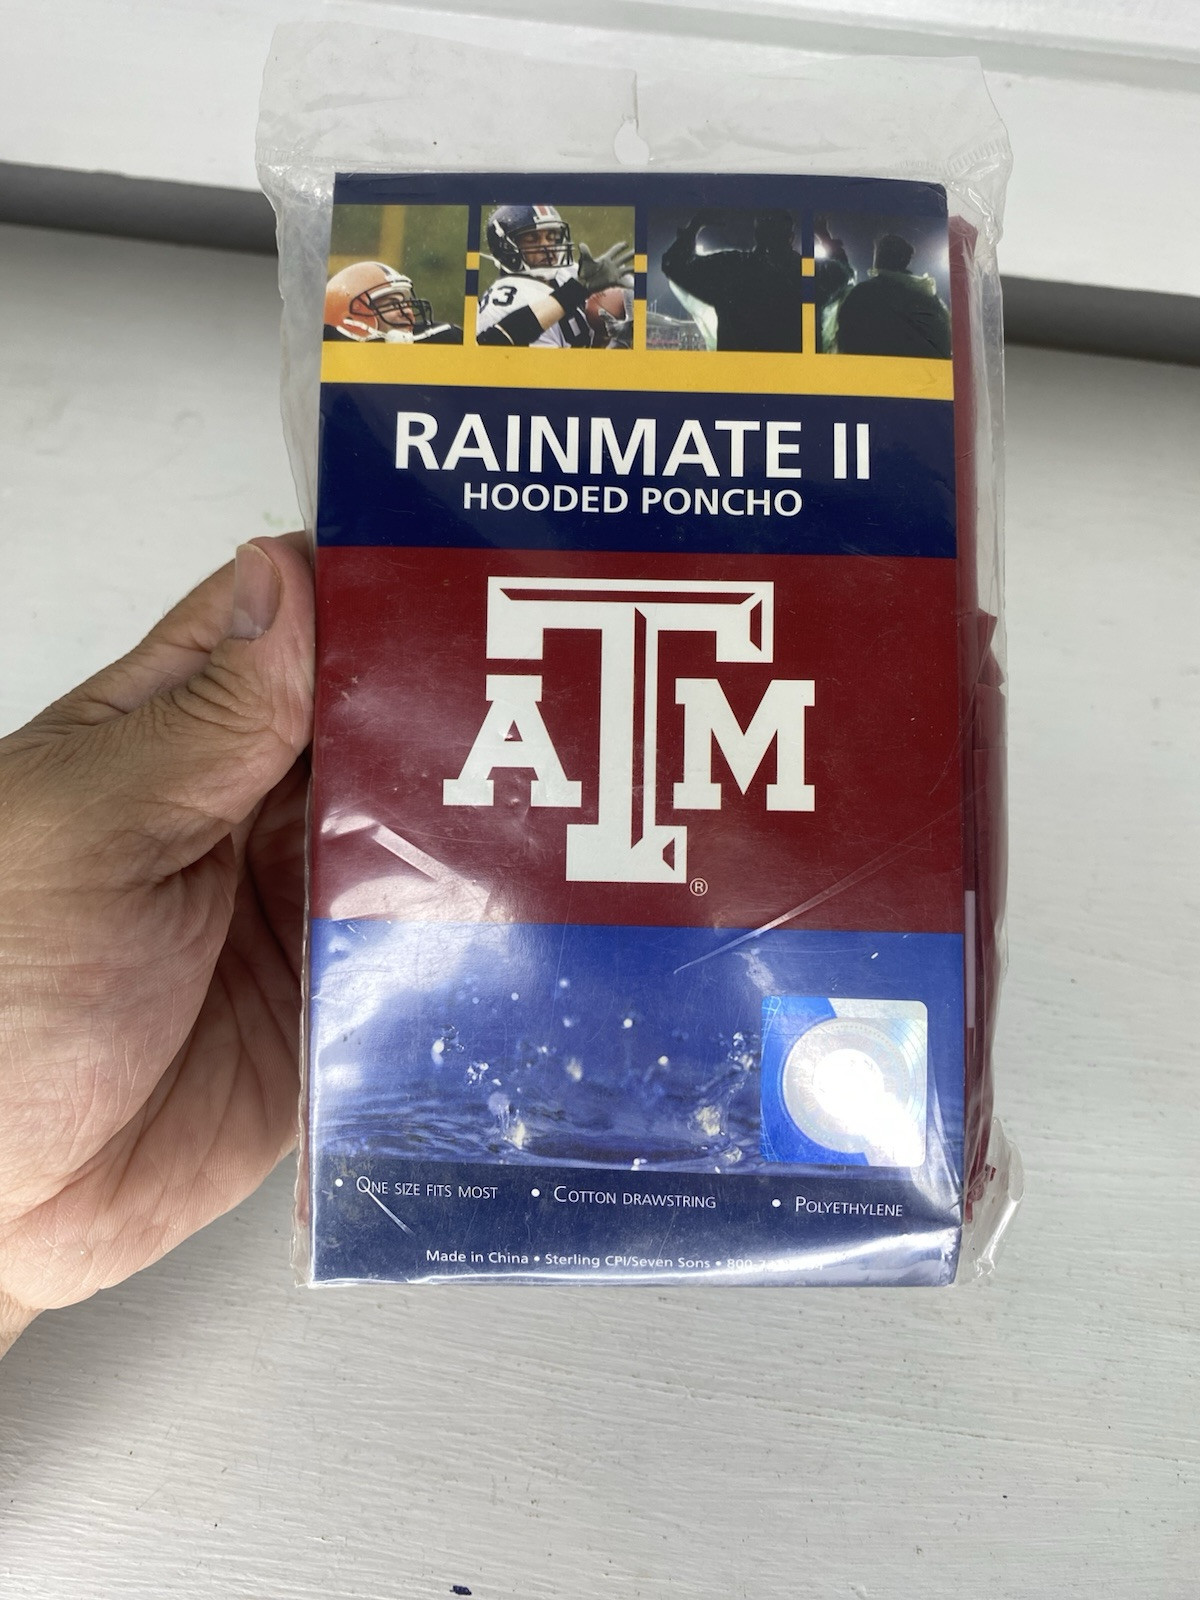 33
RAINMATE II
HOODED PONCHO
ATM
®
• ONE SIZE FITS MOST • COTTON DRAWSTRING • POLYETHYLENE
Made in China • Sterling CPI/Seven Sons • 800-